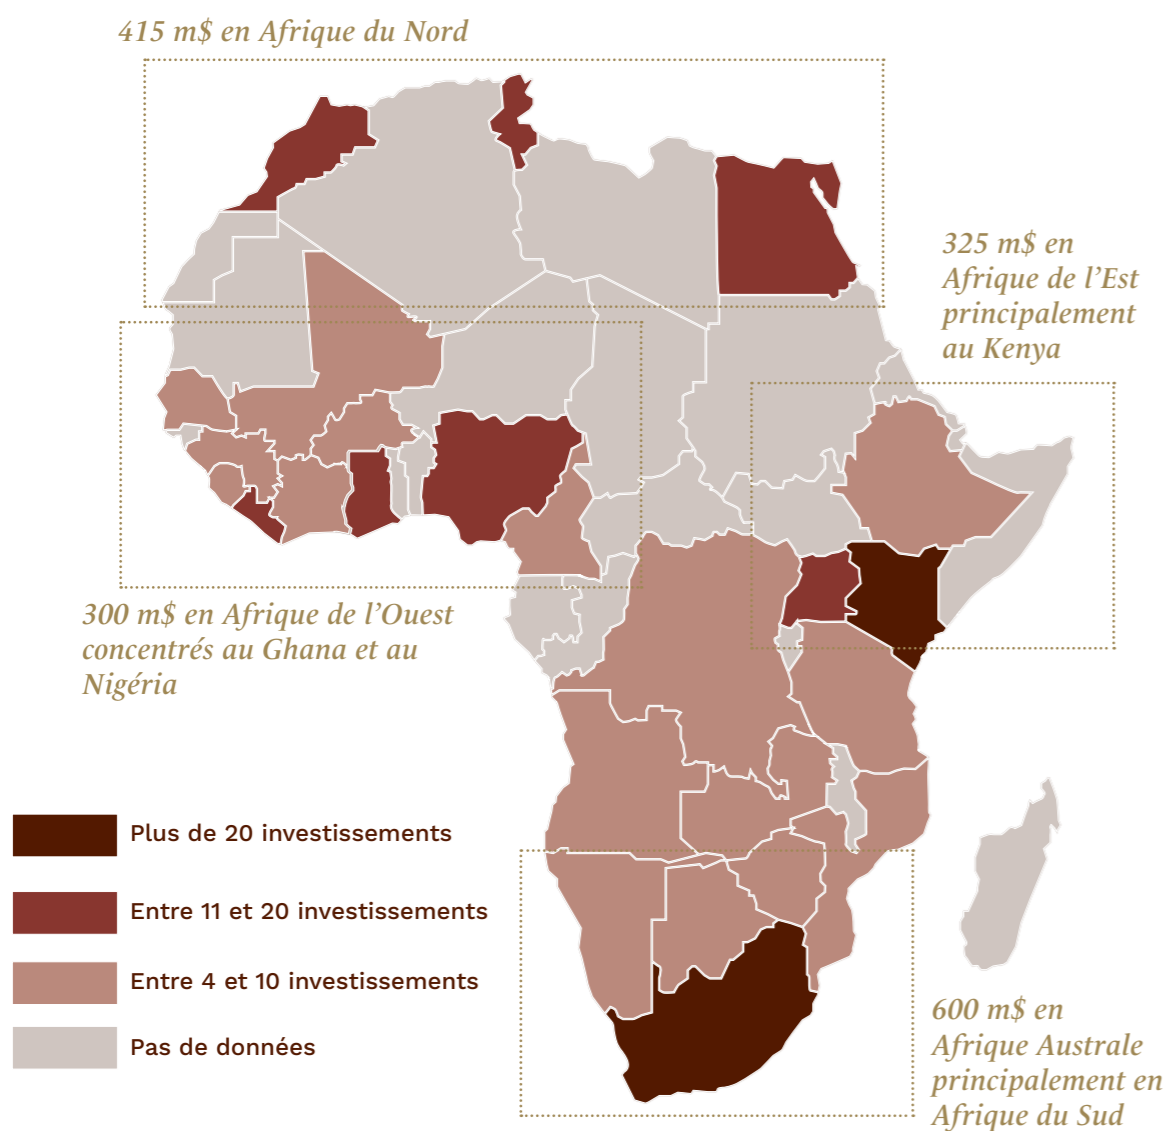 415 m$ en Afrique du Nord
325 m$ en
Afrique de l’Est
principalement
au Kenya
300 m$ en Afrique de l’Ouest
concentrés au Ghana et au
Nigéria
Plus de 20 investissements
Entre 11 et 20 investissements
Entre 4 et 10 investissements
Pas de données
600 m$ en
Afrique Australe
principalement en
Afrique du Sud